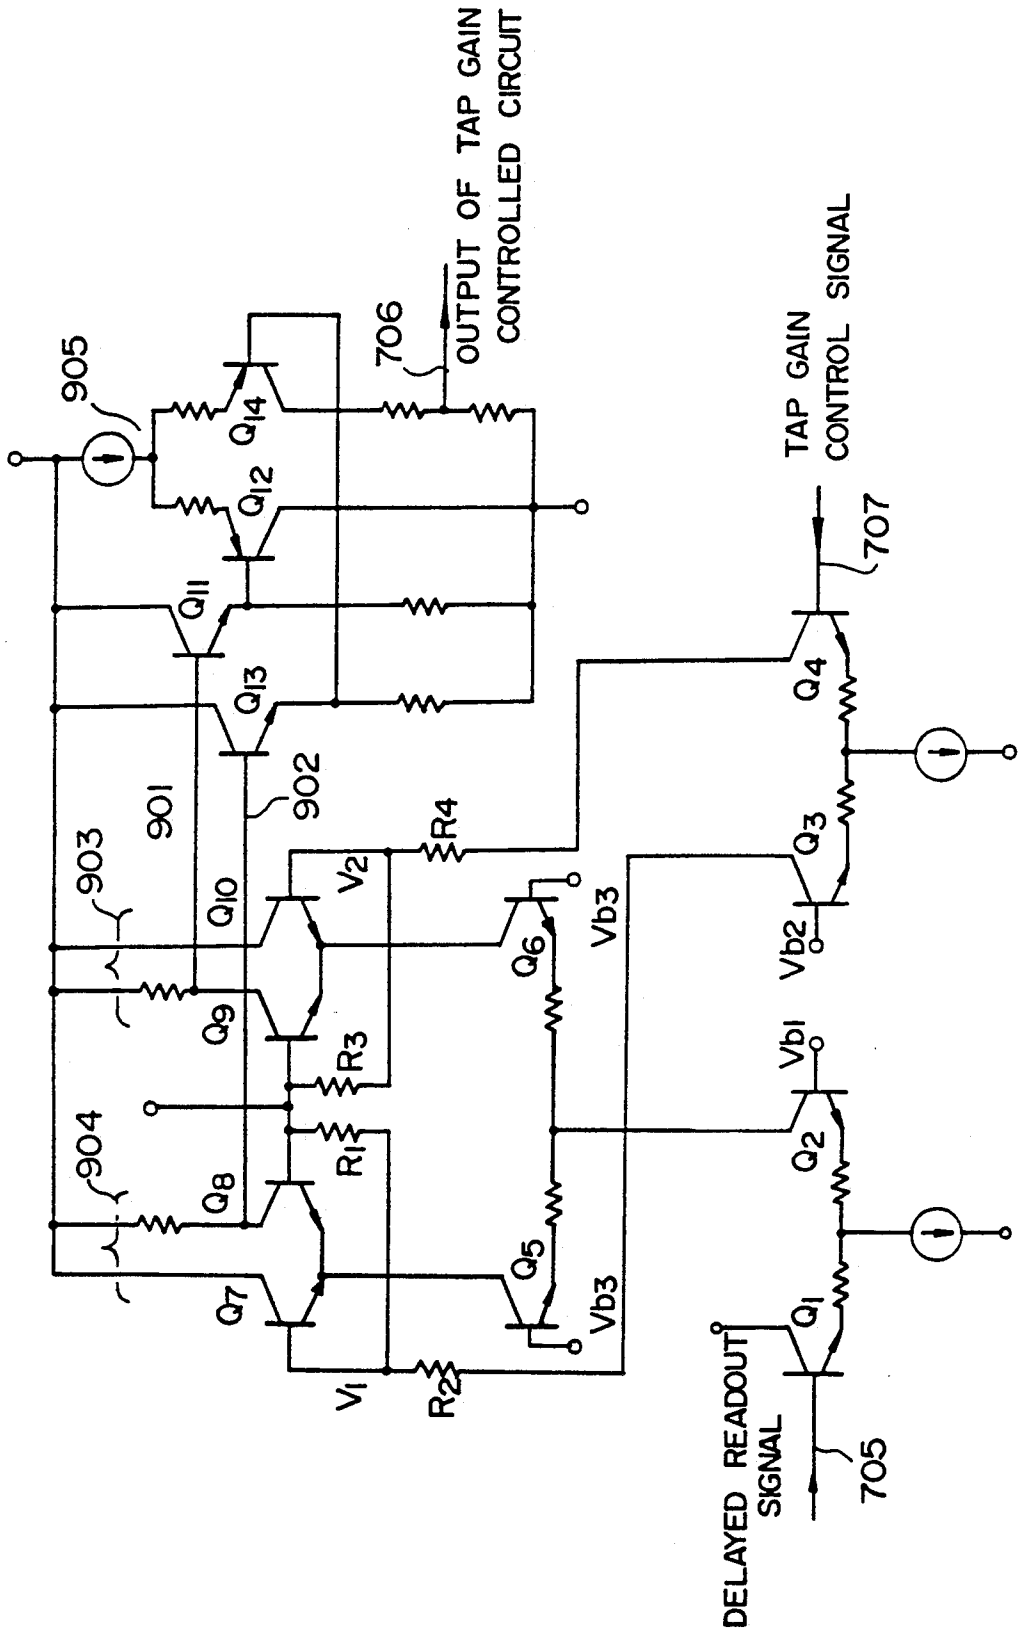 905
Q14
Q12
Q11
Q13
901
902
903
904
Q10
Q9
Q8
Q7
V2
R4
R3
R1
V1
R2
Q6
Q5
Vb3
Vb3
706
OUTPUT OF TAP GAIN
CONTROLLED CIRCUIT
TAP GAIN
CONTROL SIGNAL
707
Q4
Q3
Vb2
Vb1
Q2
Q1
DELAYED READOUT
SIGNAL
705